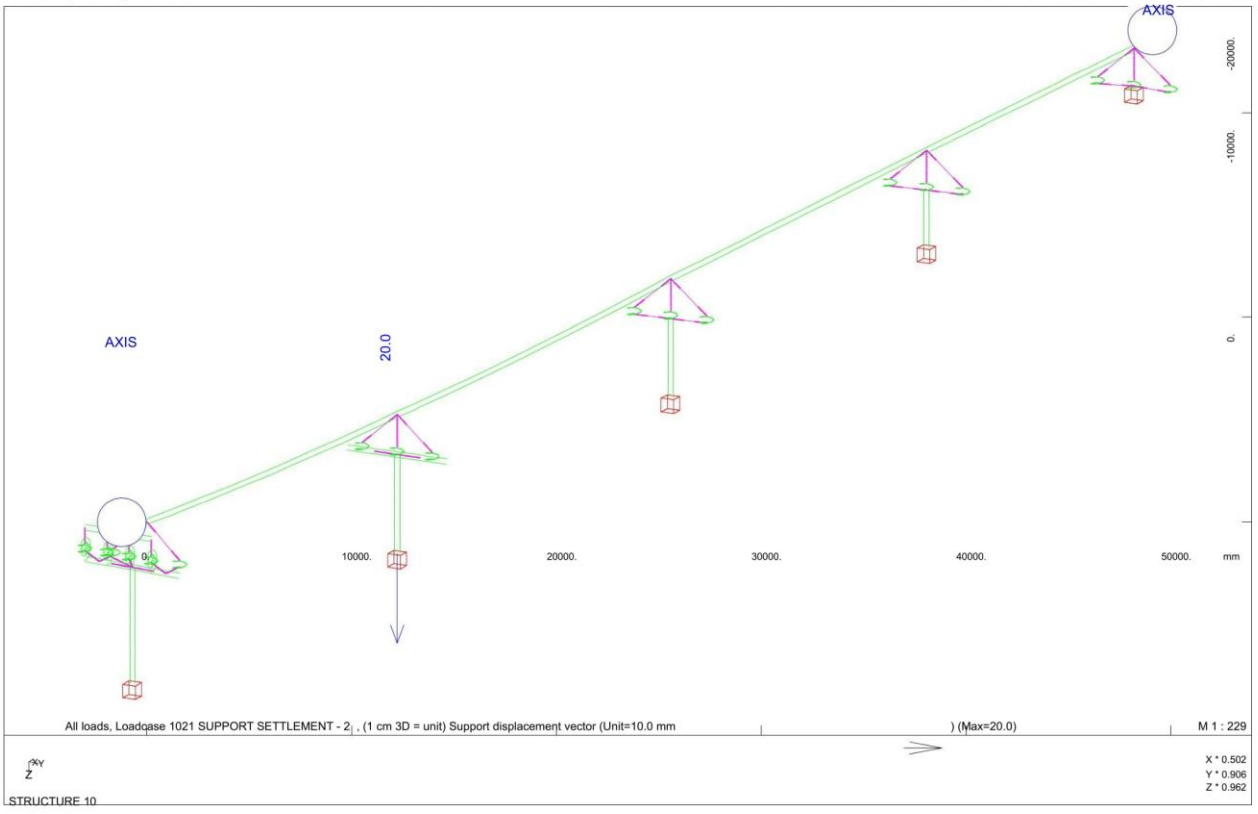 AXIS
-20000.
-10000.
0.
AXIS
20.0
0.
10000.
20000.
30000.
40000.
50000.
mm
All loads, Loadcase 1021 SUPPORT SETTLEMENT - 2 , (1 cm 3D = unit) Support displacement vector (Unit=10.0 mm ) (Max=20.0)
M 1 : 229
X * 0.502
Y * 0.906
Z * 0.962
XY
Z
STRUCTURE 10